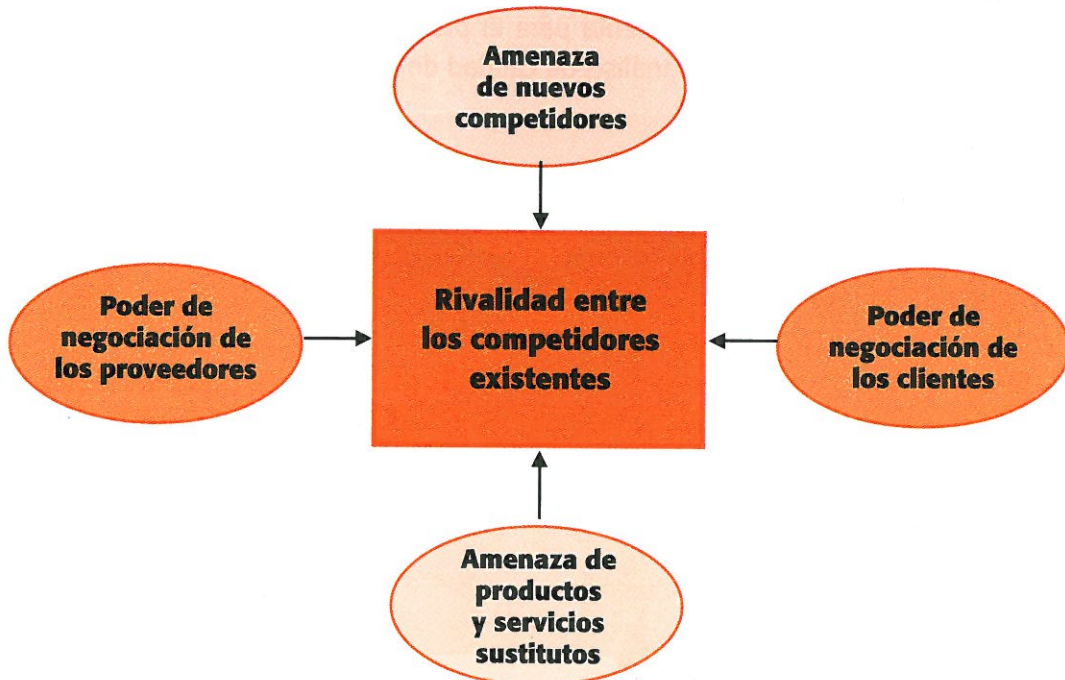 Amenaza
de nuevos
competidores
Poder de
negociación de
los proveedores
Rivalidad entre
los competidores
existentes
Poder de
negociación de
los clientes
Amenaza de
productos
y servicios
sustitutos